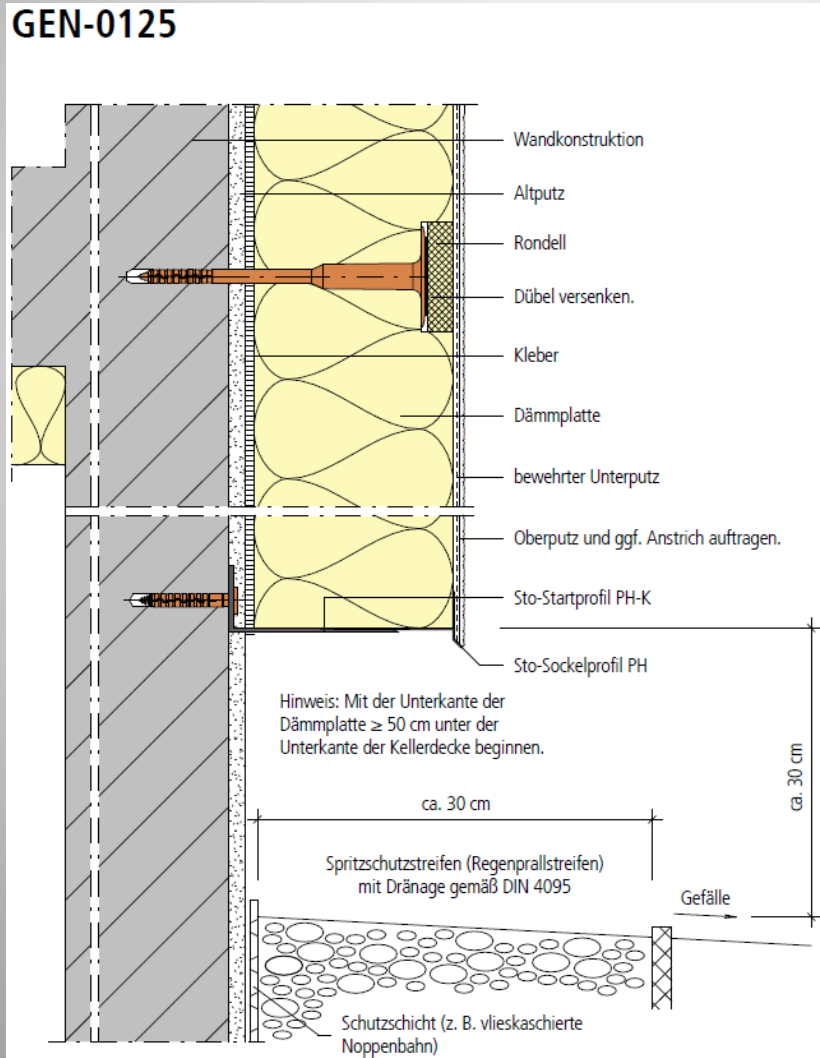 GEN-0125
Wandkonstruktion
Altputz
Rondell
Dübel versenken.
Kleber
Dämmplatte
bewehrter Unterputz
Oberputz und ggf. Anstrich auftragen.
Sto-Startprofil PH-K
Sto-Sockelprofil PH
Hinweis: Mit der Unterkante der
Dämmplatte ≥ 50 cm unter der
Unterkante der Kellerdecke beginnen.
ca. 30 cm
ca. 30 cm
Spritzschutzstreifen (Regenprallstreifen)
mit Dränage gemäß DIN 4095
Gefälle
Schutzschicht (z. B. vlieskaschierte
Noppenbahn)